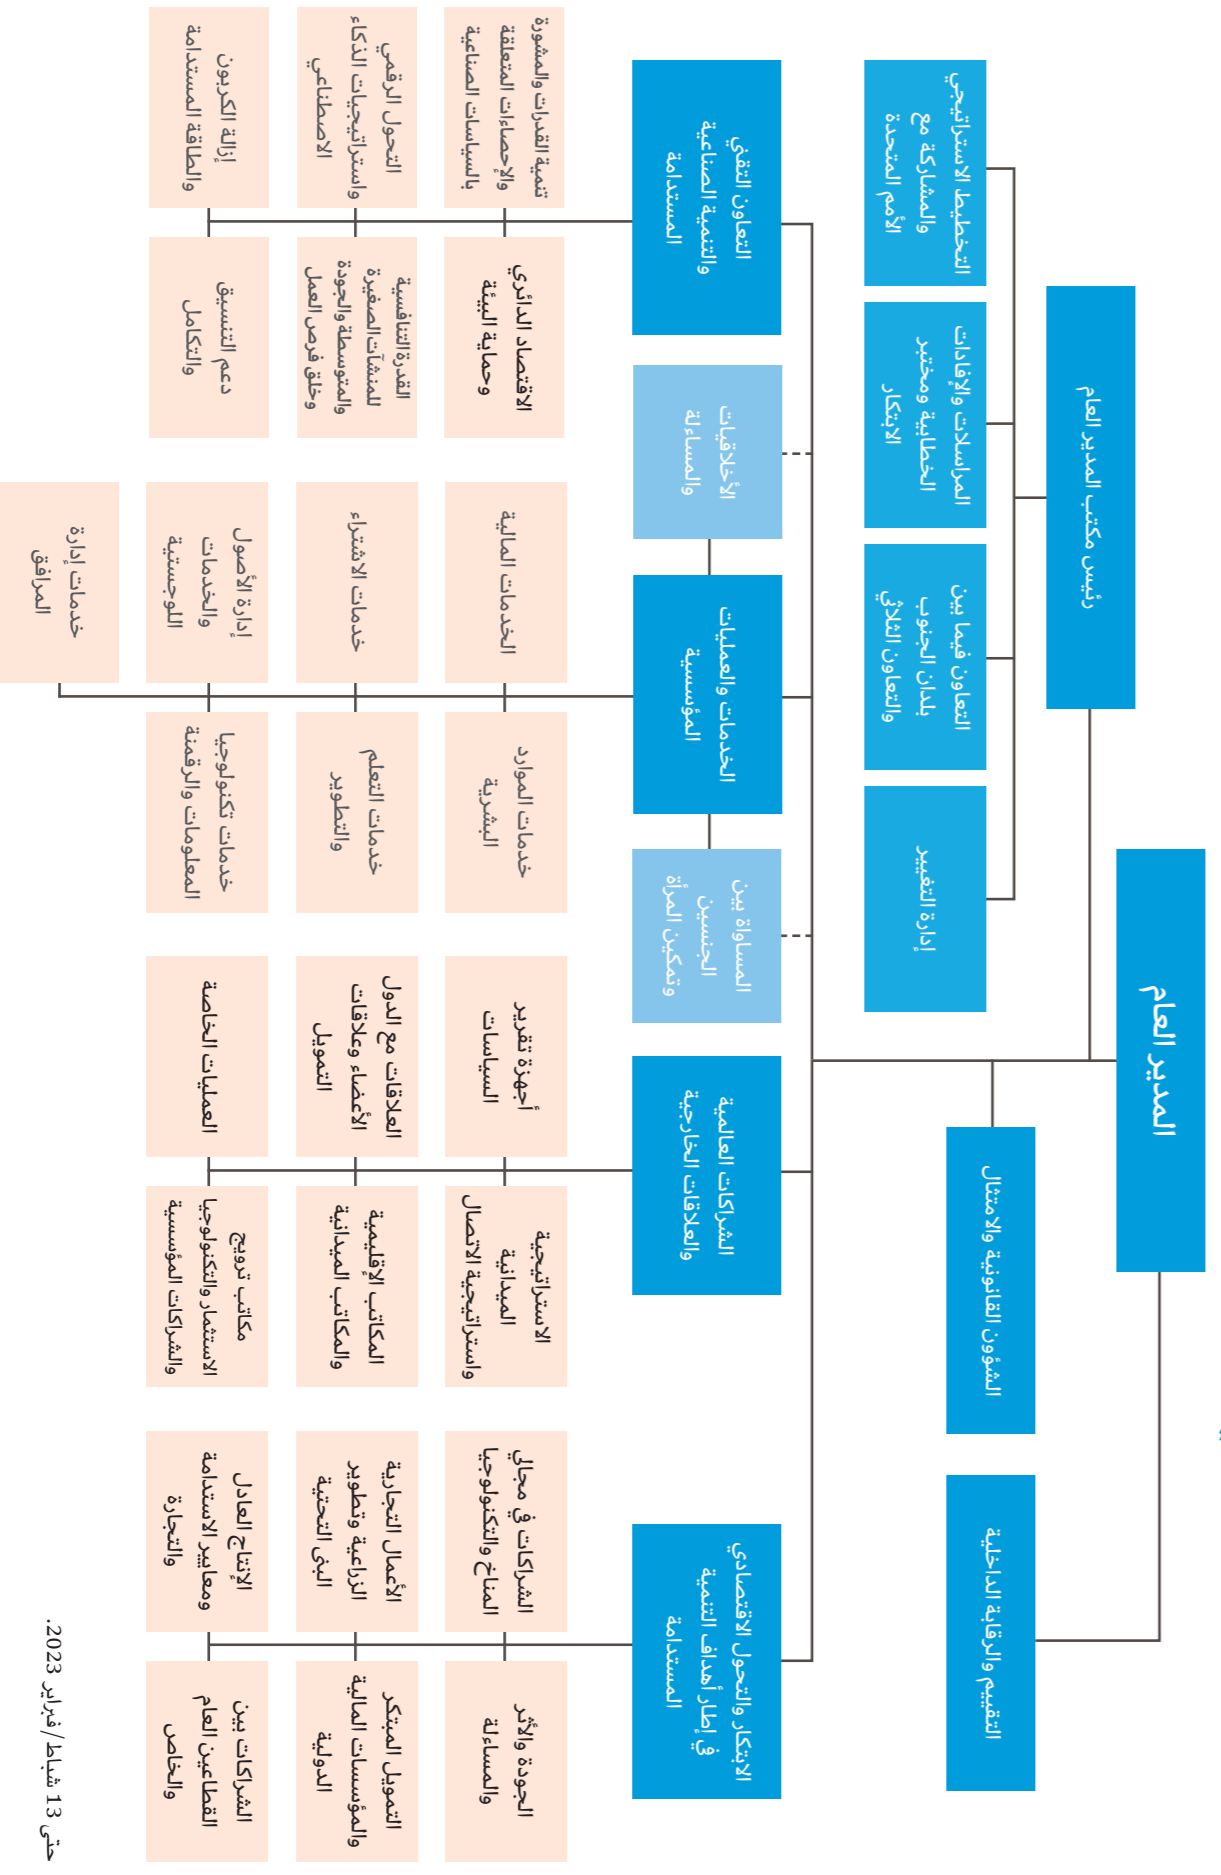 المدير العام
رئيس مكتب المدير العام
التقييم والرقابة الداخلية
الشؤون القانونية والامتثال
إدارة التغيير
التعاون فيما بين
بلدان الجنوب
والتعاون الثلاثي
المراسلات والإفادات
الخطابية ومختبر
الابتكار
التخطيط الاستراتيجي
والمشاركة مع
الأمم المتحدة
الابتكار والتحول الاقتصادي
في إطار أهداف التنمية
المستدامة
الشراكات العالمية
والعلاقات الخارجية
المساواة بين
الجنسين
وتمكين المرأة
الخدمات والعمليات
المؤسسية
الأخلاقيات
والمساءلة
التعاون التقني
والتنمية الصناعية
المستدامة
الجودة والأثر
والمساءلة
الشراكات في مجالي
المناخ والتكنولوجيا
الاستراتيجية
الميدانية
واستراتيجية الاتصال
أجهزة تقرير
السياسات
خدمات الموارد
البشرية
الخدمات المالية
الاقتصاد الدائري
وحماية البيئة
تنمية القدرات والمشورة
والإحصاءات المتعلقة
بالسياسات الصناعية
التمويل المبتكر
والمؤسسات المالية
الدولية
الأعمال التجارية
الزراعية وتطوير
البنى التحتية
المكاتب الإقليمية
والمكاتب الميدانية
العلاقات مع الدول
الأعضاء وعلاقات
التمويل
خدمات التعلم
والتطوير
خدمات الاشتراء
القدرة التنافسية
للمنشآت الصغيرة
والمتوسطة والجودة
وخلق فرص العمل
التحول الرقمي
واستراتيجيات الذكاء
الاصطناعي
الشراكات بين
القطاعين العام
والخاص
الإنتاج العادل
ومعايير الاستدامة
والتجارة
مكاتب ترويج
الاستثمار والتكنولوجيا
والشراكات المؤسسية
العمليات الخاصة
خدمات تكنولوجيا
المعلومات والرقمنة
إدارة الأصول
والخدمات
اللوجستية
دعم التنسيق
والتكامل
إزالة الكربون
والطاقة المستدامة
خدمات إدارة
المرافق
حتى 13 شباط/فبراير 2023.